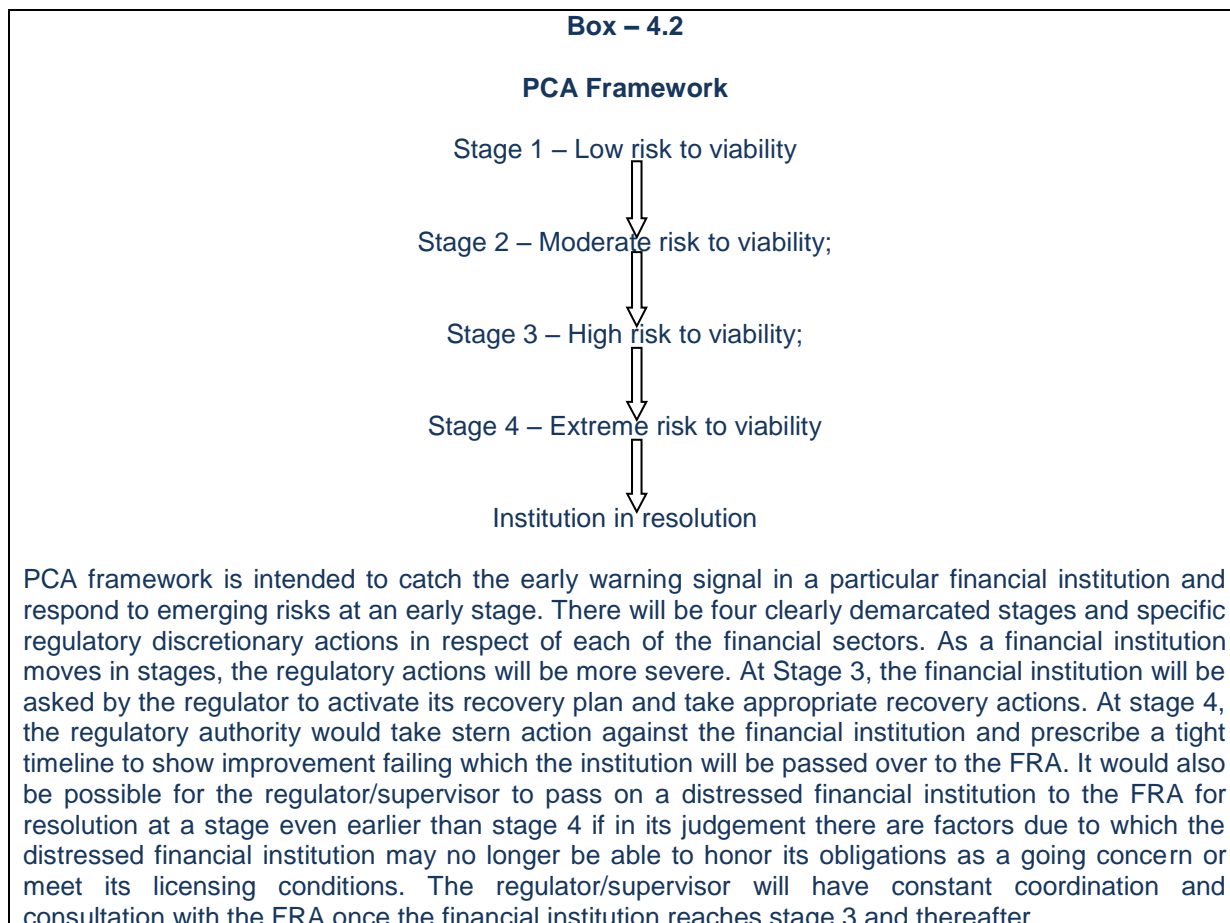 Box – 4.2
PCA Framework
Stage 1 – Low risk to viability
Stage 2 – Moderate risk to viability;
Stage 3 – High risk to viability;
Stage 4 – Extreme risk to viability
Institution in resolution
PCA framework is intended to catch the early warning signal in a particular financial institution and
respond to emerging risks at an early stage. There will be four clearly demarcated stages and specific
regulatory discretionary actions in respect of each of the financial sectors. As a financial institution
moves in stages, the regulatory actions will be more severe. At Stage 3, the financial institution will be
asked by the regulator to activate its recovery plan and take appropriate recovery actions. At stage 4,
the regulatory authority would take stern action against the financial institution and prescribe a tight
timeline to show improvement failing which the institution will be passed over to the FRA. It would also
be possible for the regulator/supervisor to pass on a distressed financial institution to the FRA for
resolution at a stage even earlier than stage 4 if in its judgement there are factors due to which the
distressed financial institution may no longer be able to honor its obligations as a going concern or
meet its licensing conditions. The regulator/supervisor will have constant coordination and
consultation with the FRA once the financial institution reaches stage 3 and thereafter